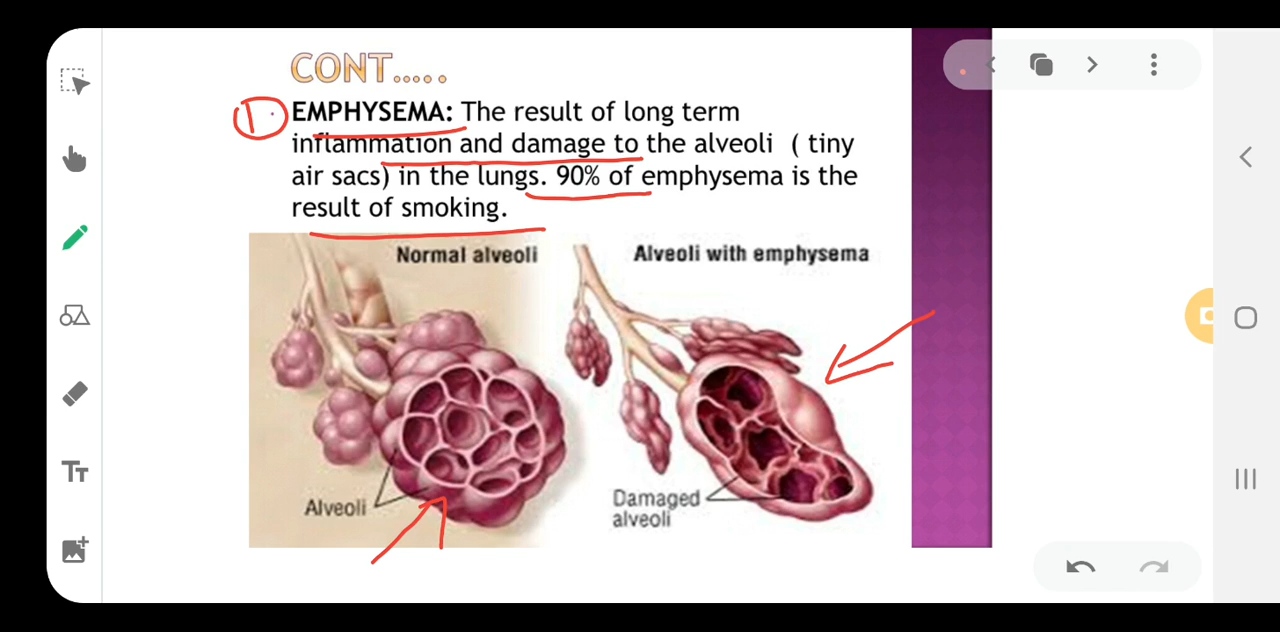 CONT.....
1) EMPHYSEMA: The result of long term
inflammation and damage to the alveoli ( tiny
air sacs) in the lungs. 90% of emphysema is the
result of smoking.
Normal alveoli
Alveoli with emphysema
Alveoli
Damaged
alveoli